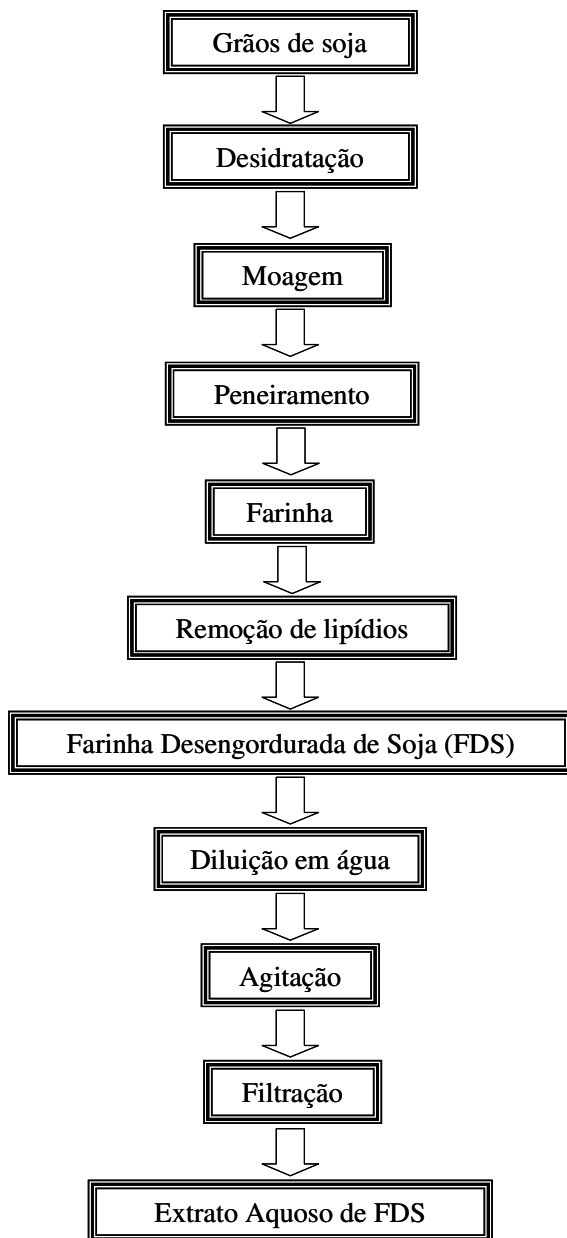 Grãos de soja
Desidratação
Moagem
Peneiramento
Farinha
Remoção de lipídios
Farinha Desengordurada de Soja (FDS)
Diluição em água
Agitação
Filtração
Extrato Aquoso de FDS